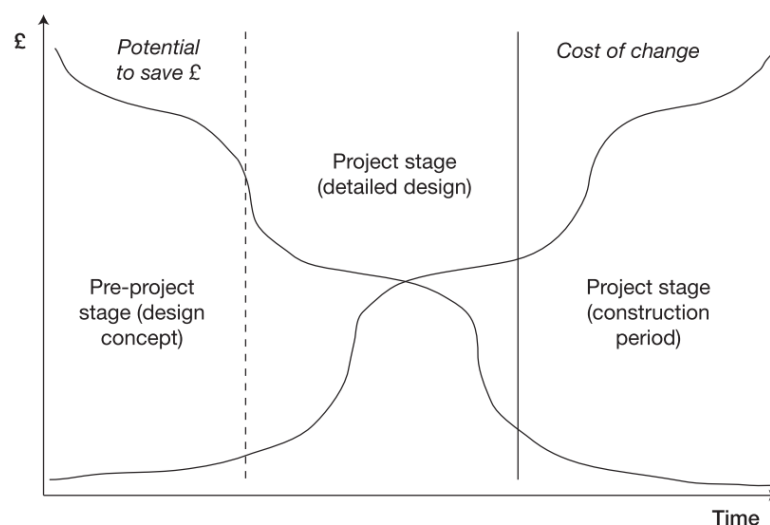 £
Potential
to save £
Cost of change
Project stage
(detailed design)
Pre-project
stage (design
concept)
Project stage
(construction
period)
Time